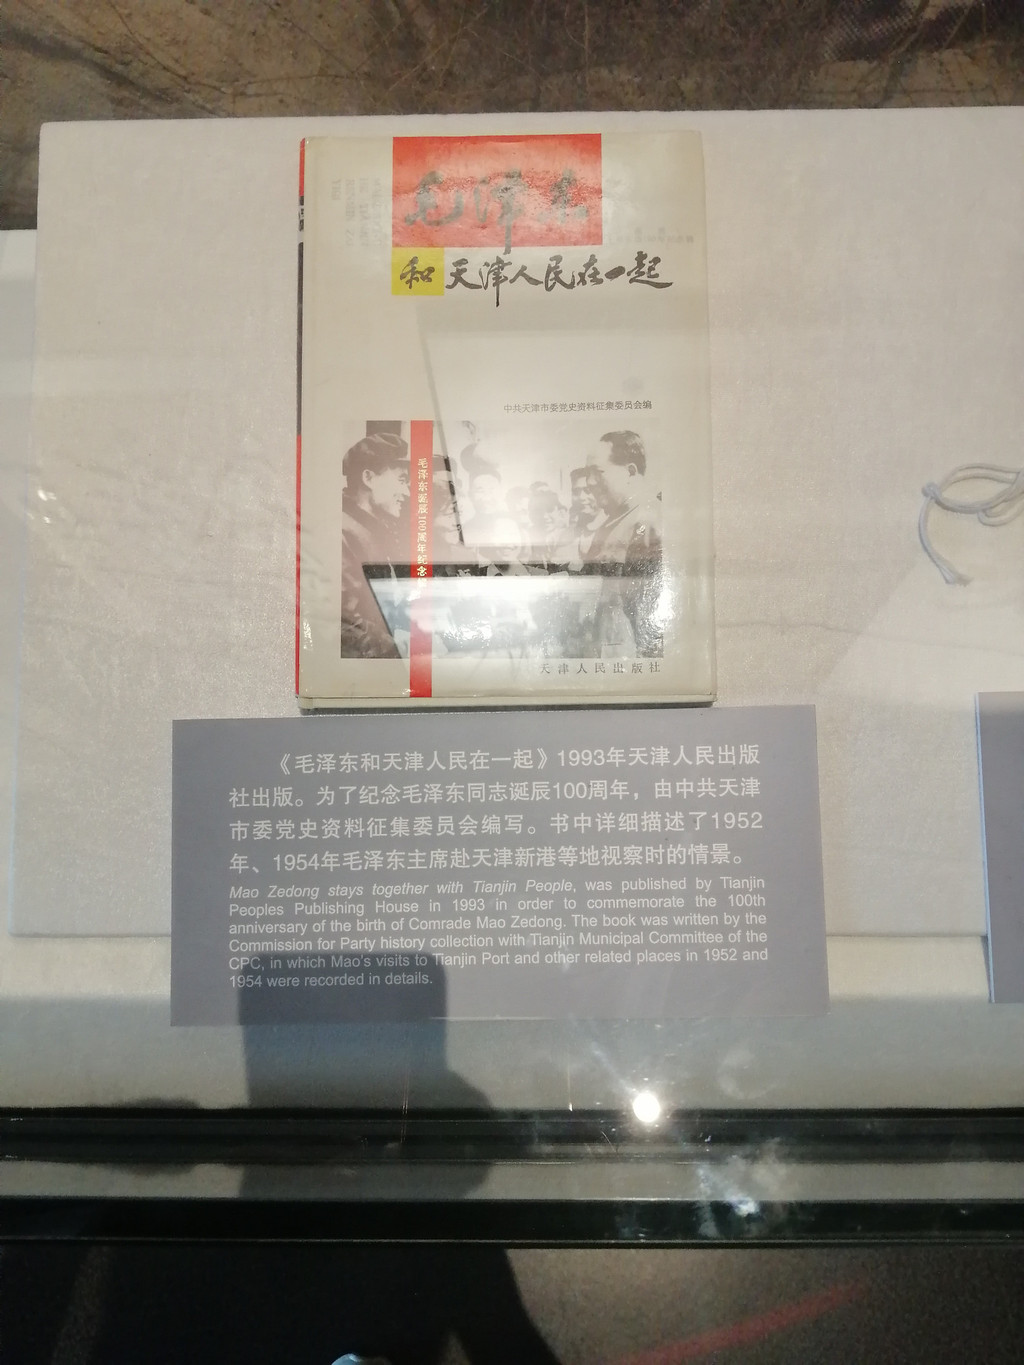 毛泽东
和天津人民在一起
中共天津市委党史资料征集委员会编
毛泽东诞辰100周年纪念
天津人民出版社
《毛泽东和天津人民在一起》1993年天津人民出版
社出版。为了纪念毛泽东同志诞辰100周年，由中共天津
市委党史资料征集委员会编写。书中详细描述了1952
年、1954年毛泽东主席赴天津新港等地视察时的情景。
Mao Zedong stays together with Tianjin People, was published by Tianjin
Peoples Publishing House in 1993 in order to commemorate the 100th
anniversary of the birth of Comrade Mao Zedong. The book was written by the
Commission for Party history collection with Tianjin Municipal Committee of the
CPC, in which Mao's visits to Tianjin Port and other related places in 1952 and
1954 were recorded in details.